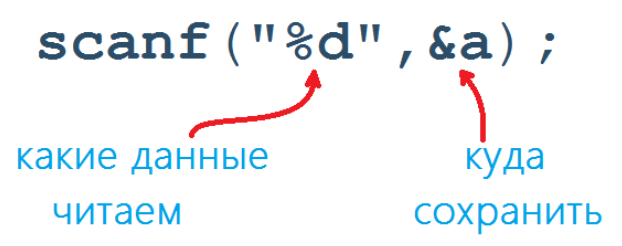 scanf("%d",&a);
какие данные куда
читаем сохранить